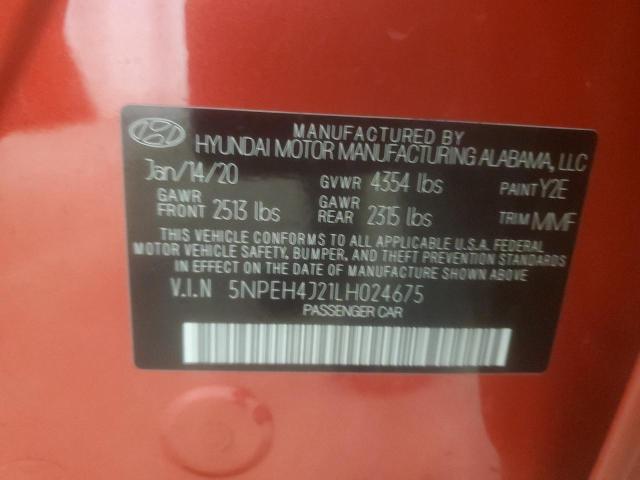 MANUFACTURED BY
HYUNDAI MOTOR MANUFACTURING ALABAMA, LLC
Jan/14/20 GVWR 4354 lbs PAINT Y2E
GAWR FRONT 2513 lbs GAWR REAR 2315 lbs TRIM MMF
THIS VEHICLE CONFORMS TO ALL APPLICABLE U.S.A FEDERAL
MOTOR VEHICLE SAFETY, BUMPER, AND THEFT PREVENTION STANDARDS
IN EFFECT ON THE DATE OF MANUFACTURE SHOWN ABOVE
V.I.N 5NPEH4J21LH024675
PASSENGER CAR